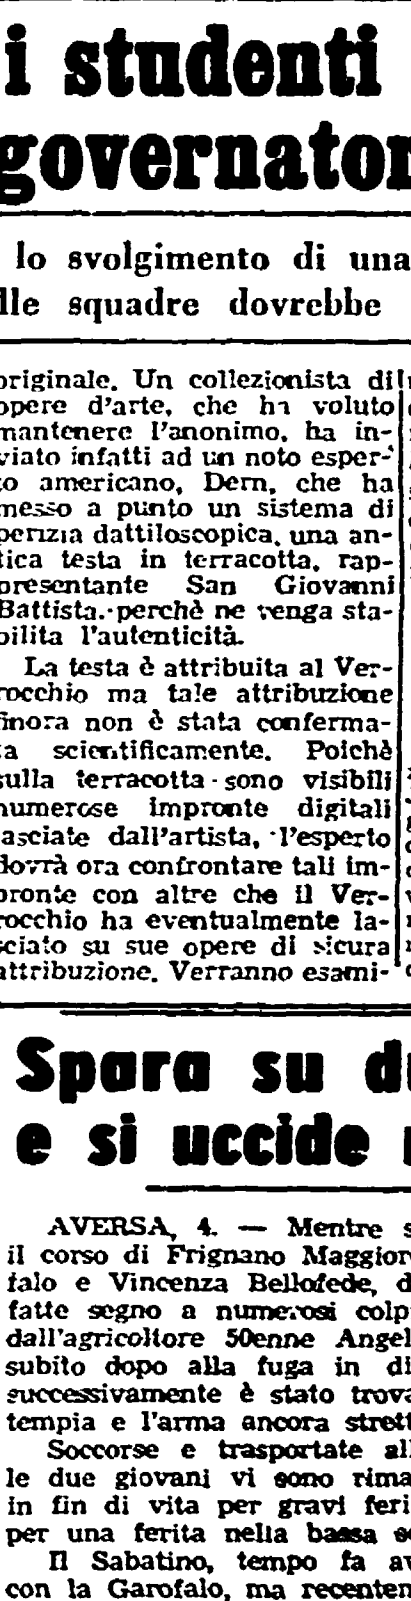 i studenti
governator
lo svolgimento di una
lle squadre dovrebbe
originale. Un collezionista di
opere d'arte, che ha voluto
mantenere l'anonimo, ha in-
viato infatti ad un noto esper-
to americano, Dern, che ha
messo a punto un sistema di
perizia dattiloscopica, una an-
tica testa in terracotta, rap-
presentante San Giovanni
Battista, perchè ne venga sta-
bilita l'autenticità.
La testa è attribuita al Ver-
rocchio ma tale attribuzione
finora non è stata conferma-
ta scientificamente. Poichè
sulla terracotta sono visibili
numerose impronte digitali
lasciate dall'artista, l'esperto
dovrà ora confrontare tali im-
pronte con altre che il Ver-
rocchio ha eventualmente la-
sciato su sue opere di sicura
attribuzione. Verranno esami-
Spara su du
e si uccide
AVERSA, 4. — Mentre s
il corso di Frignano Maggior
falo e Vincenza Bellofede, d
fatte segno a numerosi colp
dall'agricoltore 50enne Angel
subito dopo alla fuga in di
successivamente è stato trova
tempia e l'arma ancora strett
Soccorse e trasportate all
le due giovani vi sono rima
in fin di vita per gravi feri
per una ferita nella bassa
Il Sabatino, tempo fa av
con la Garofalo, ma recentem